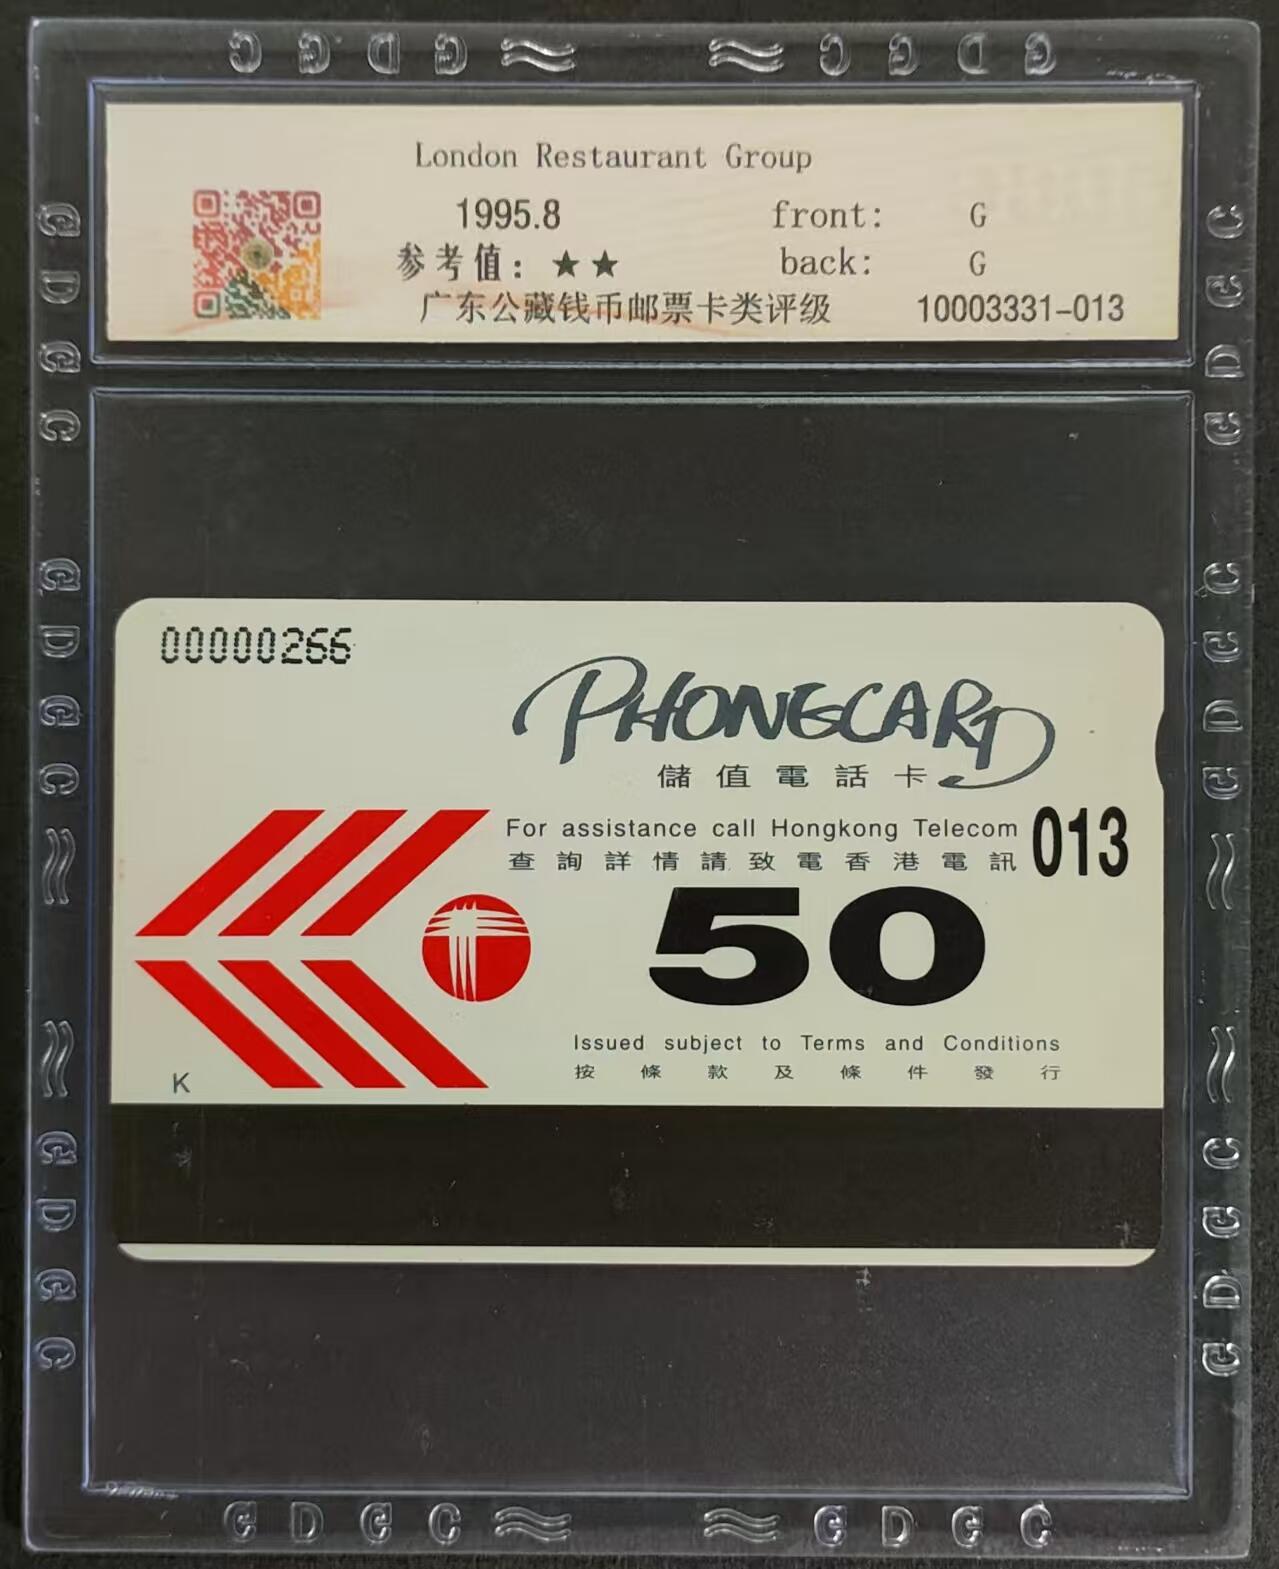 C G D G
C G D G
London Restaurant Group
1995.8 front: G
参考值：★★ back: G
广东公藏钱币邮票卡类评级 10003331-013
00000266
PHONECARD
儲值電話卡
For assistance call Hongkong Telecom 013
查詢詳情請致電香港電訊
50
Issued subject to Terms and Conditions
按條款及條件發行
K
G D G C
G D G C